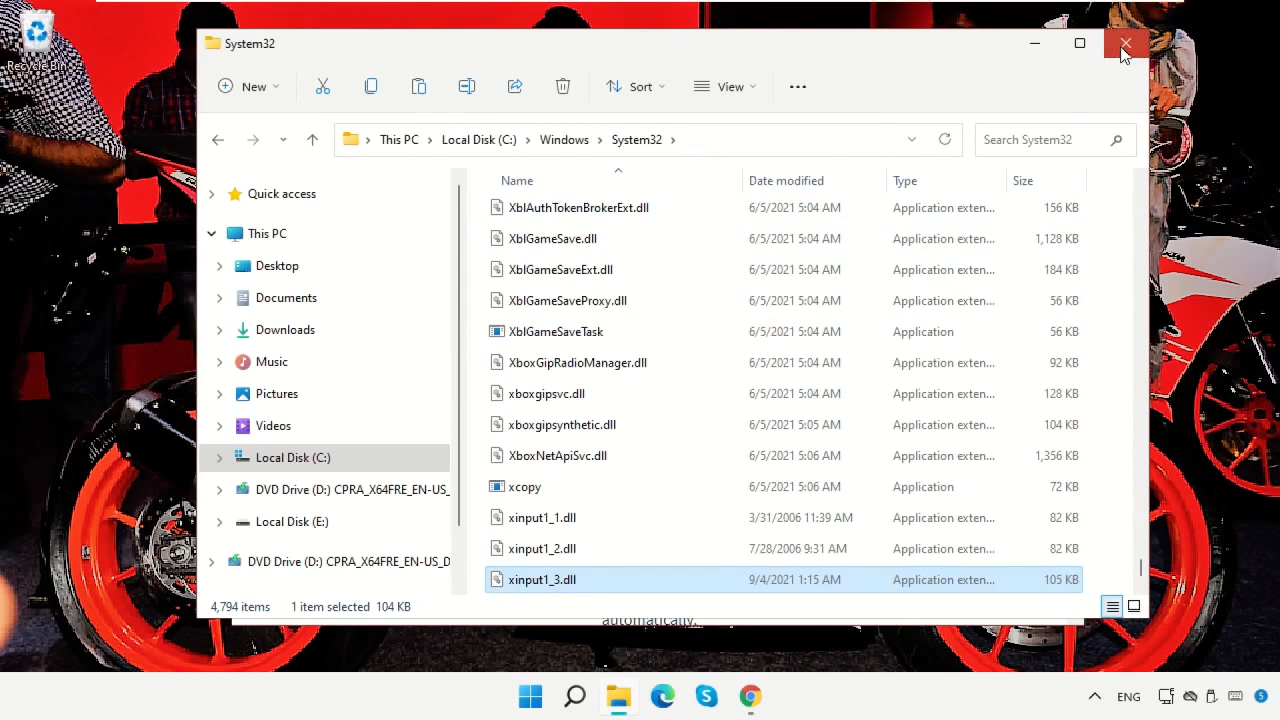 Recycle Bin
System32
New
Sort
View
This PC
Local Disk (C:)
Windows
System32
Search System32
Quick access
This PC
Desktop
Documents
Downloads
Music
Pictures
Videos
Local Disk (C:)
DVD Drive (D:) CPRA_X64FRE_EN-US_
Local Disk (E:)
DVD Drive (D:) CPRA_X64FRE_EN-US_D
Name Date modified Type Size
XblAuthTokenBrokerExt.dll 6/5/2021 5:04 AM Application exten... 156 KB
XblGameSave.dll 6/5/2021 5:04 AM Application exten... 1,128 KB
XblGameSaveExt.dll 6/5/2021 5:04 AM Application exten... 184 KB
XblGameSaveProxy.dll 6/5/2021 5:04 AM Application exten... 56 KB
XblGameSaveTask 6/5/2021 5:04 AM Application 56 KB
XboxGipRadioManager.dll 6/5/2021 5:04 AM Application exten... 92 KB
xboxgipsvc.dll 6/5/2021 5:04 AM Application exten... 128 KB
xboxgipsynthetic.dll 6/5/2021 5:05 AM Application exten... 104 KB
XboxNetApiSvc.dll 6/5/2021 5:06 AM Application exten... 1,356 KB
xcopy 6/5/2021 5:06 AM Application 72 KB
xinput1_1.dll 3/31/2006 11:39 AM Application exten... 82 KB
xinput1_2.dll 7/28/2006 9:31 AM Application exten... 82 KB
xinput1_3.dll 9/4/2021 1:15 AM Application exten... 105 KB
4,794 items 1 item selected 104 KB
automatically.
ENG
5